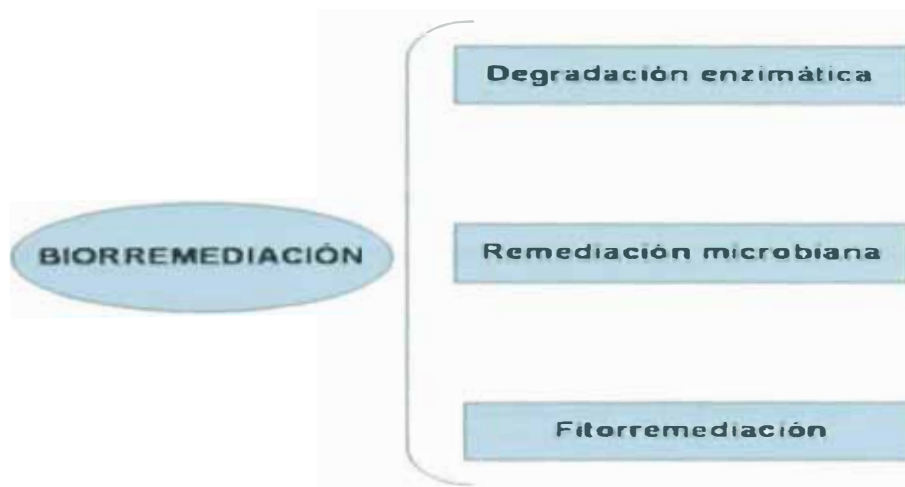 Degradación enzimática
BIORREMEDIACIÓN
Remediación microbiana
Fitorremediación